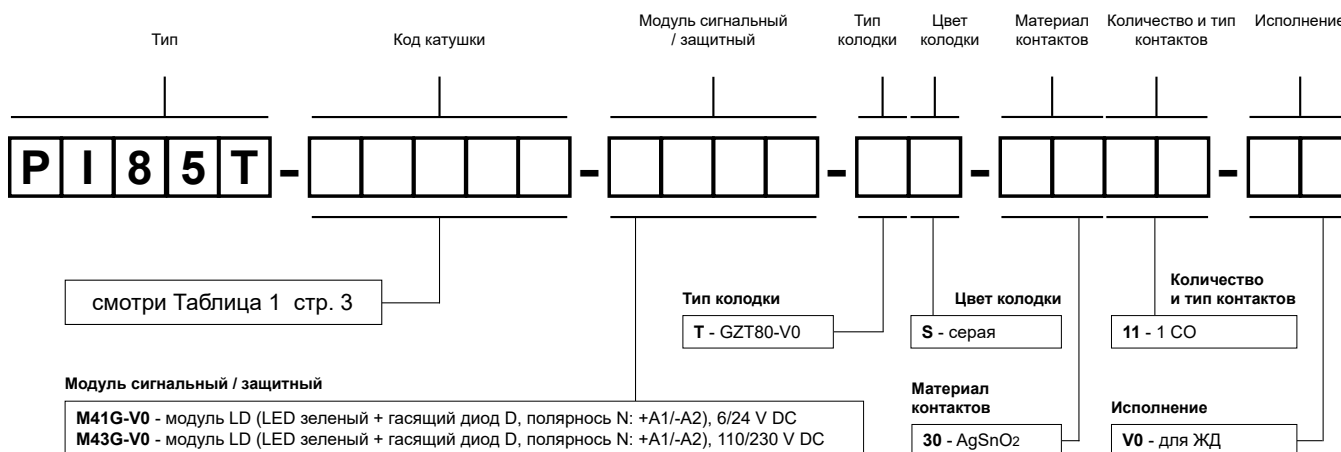 Тип
Код катушки
Модуль сигнальный
/ защитный
Тип
колодки
Цвет
колодки
Материал
контактов
Количество и тип
контактов
Исполнение
PI85T - - - - -
смотри Таблица 1 стр. 3
Тип колодки
T - GZT80-V0
Цвет колодки
S - серая
Количество
и тип контактов
11 - 1 CO
Модуль сигнальный / защитный
M41G-V0 - модуль LD (LED зеленый + гасящий диод D, полярнось N: +A1/-A2), 6/24 V DC
M43G-V0 - модуль LD (LED зеленый + гасящий диод D, полярнось N: +A1/-A2), 110/230 V DC
Материал
контактов
30 - AgSnO2
Исполнение
V0 - для ЖД